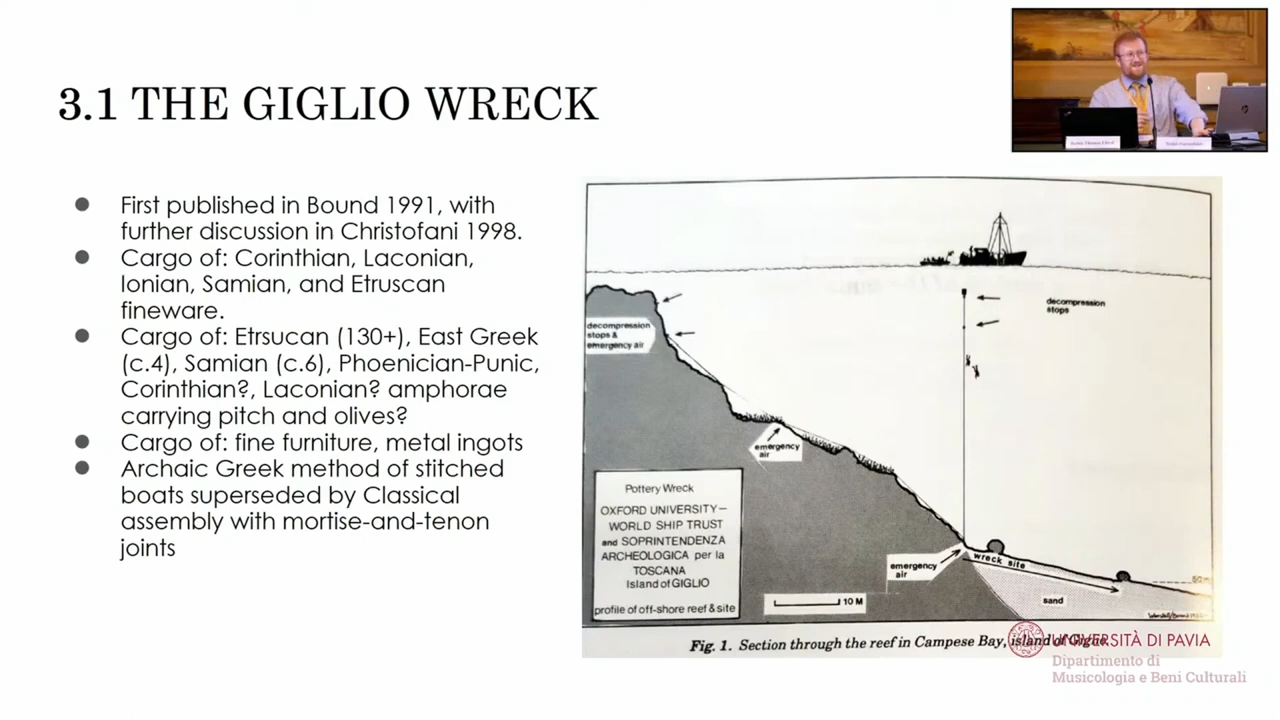 3.1 THE GIGLIO WRECK
● First published in Bound 1991, with
further discussion in Christofani 1998.
● Cargo of: Corinthian, Laconian,
Ionian, Samian, and Etruscan
fineware.
● Cargo of: Etrsucan (130+), East Greek
(c.4), Samian (c.6), Phoenician-Punic,
Corinthian?, Laconian? amphorae
carrying pitch and olives?
● Cargo of: fine furniture, metal ingots
● Archaic Greek method of stitched
boats superseded by Classical
assembly with mortise-and-tenon
joints
decompression
stops &
emergency air
decompression
stops
emergency
air
emergency
air
wreck site
sand
Pottery Wreck
OXFORD UNIVERSITY—
WORLD SHIP TRUST
and SOPRINTENDENZA
ARCHEOLOGICA per la
TOSCANA
Island of GIGLIO
profile of off-shore reef & site
10 M
Fig. 1. Section through the reef in Campese Bay, island of Giglio.
UNIVERSITÀ DI PAVIA
Dipartimento di
Musicologia e Beni Culturali